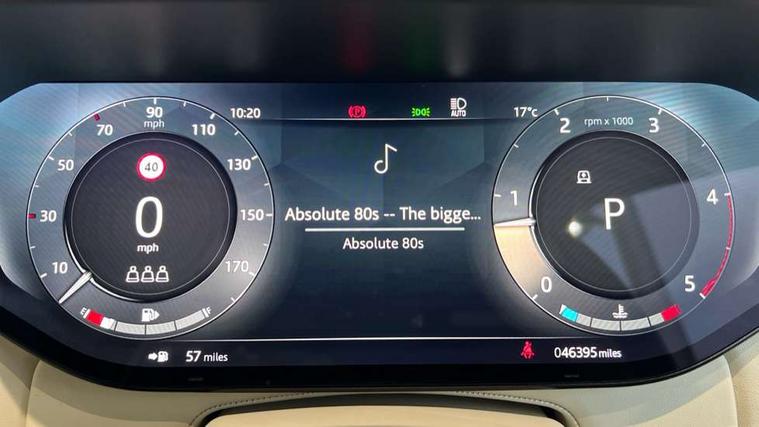 10:20
17°c
AUTO
10
30
50
70
90
mph
110
130
150
170
40
0
mph
E
F
Absolute 80s -- The bigge...
Absolute 80s
rpm x 1000
0
1
2
3
4
5
P
57 miles
046395 miles